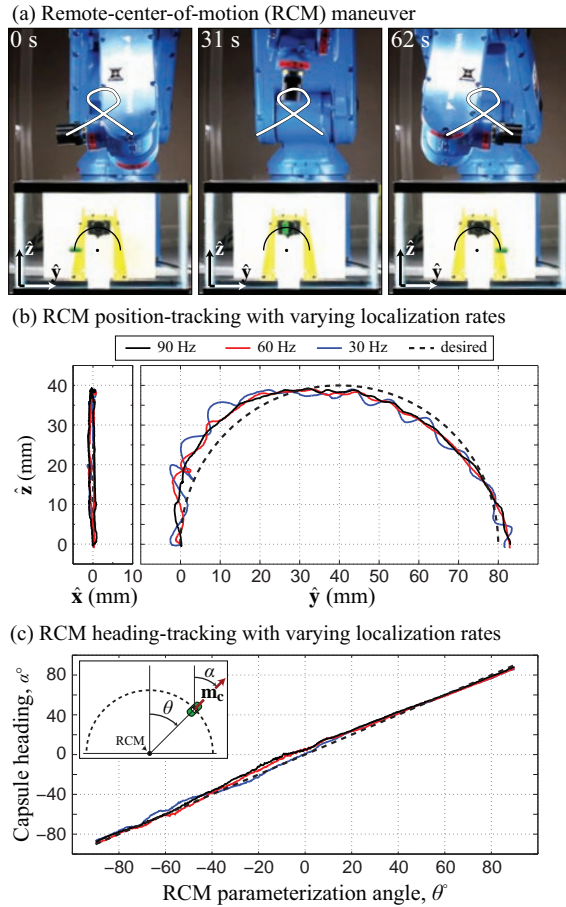 (a) Remote-center-of-motion (RCM) maneuver
0 s 31 s 62 s
ẑ ŷ ẑ ŷ ẑ ŷ
(b) RCM position-tracking with varying localization rates
90 Hz 60 Hz 30 Hz desired
ẑ (mm)
40
30
20
10
0
0 10
0 10 20 30 40 50 60 70 80
x̂ (mm) ŷ (mm)
(c) RCM heading-tracking with varying localization rates
Capsule heading, α°
80
40
0
−40
−80
α
m_c
θ
RCM
−80 −60 −40 −20 0 20 40 60 80
RCM parameterization angle, θ°